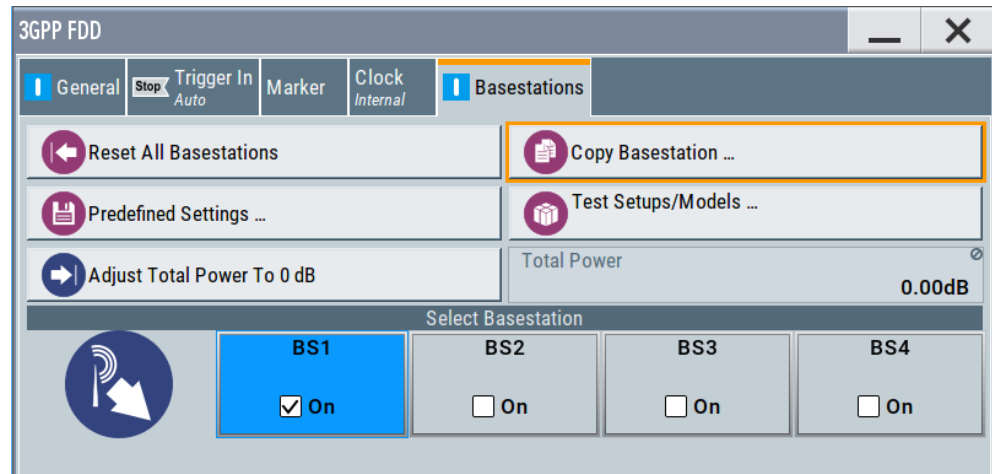 3GPP FDD
General
Stop Trigger In
Auto
Marker
Clock
Internal
Basestations
Reset All Basestations
Copy Basestation ...
Predefined Settings ...
Test Setups/Models ...
Adjust Total Power To 0 dB
Total Power
0.00dB
Select Basestation
BS1 BS2 BS3 BS4
On On On On